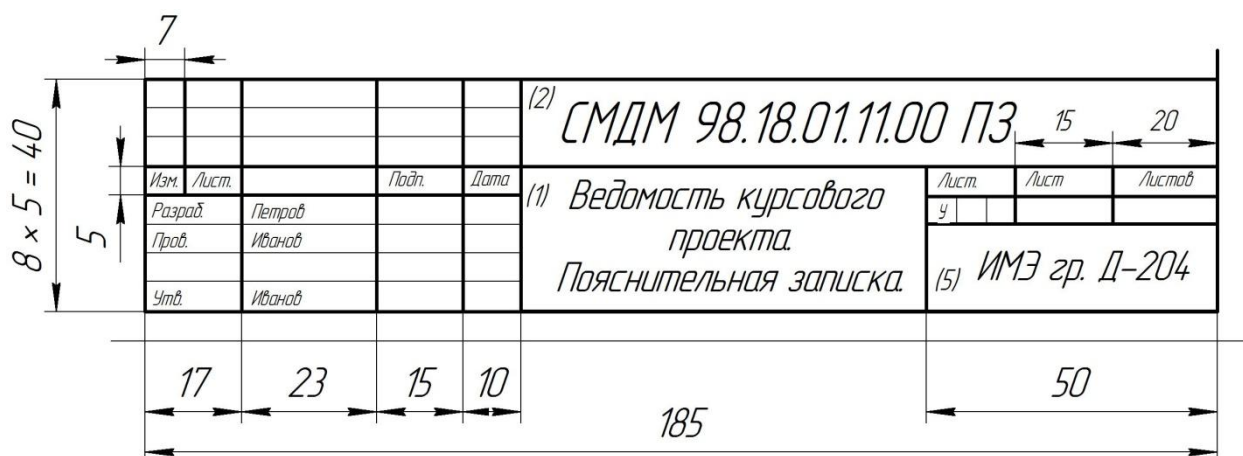 7
(2) СМДМ 98.18.01.11.00 ПЗ
15 20
8 × 5 = 40
5
Изм. Лист. Подп. Дата
(1) Ведомость курсового
проекта.
Пояснительная записка.
Лист. Лист Листов
у
Разраб. Петров
Пров. Иванов
Утв. Иванов
(5) ИМЭ гр. Д-204
17 23 15 10 50
185